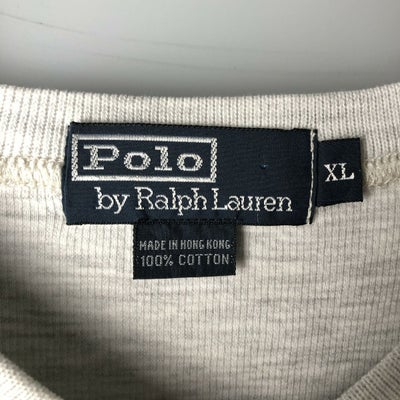 Polo
by Ralph Lauren
XL
MADE IN HONG KONG
100% COTTON